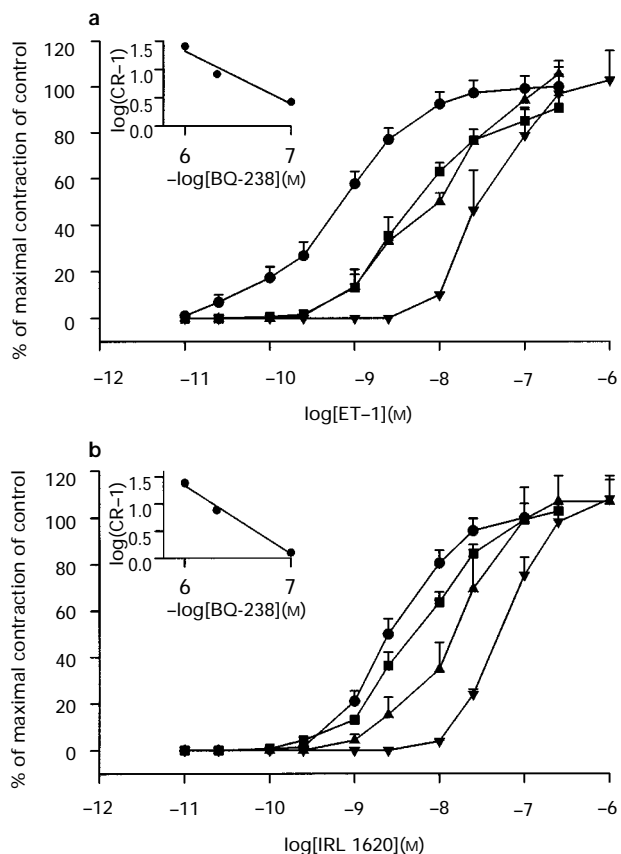 a
% of maximal contraction of control
120
100
80
60
40
20
0
log(CR–1)
1.5
1.0
0.5
0.0
6 7
–log[BQ-238](M)
–12 –11 –10 –9 –8 –7 –6
log[ET–1](M)
b
% of maximal contraction of control
120
100
80
60
40
20
0
log(CR–1)
1.5
1.0
0.5
0.0
6 7
–log[BQ-238](M)
–12 –11 –10 –9 –8 –7 –6
log[IRL 1620](M)